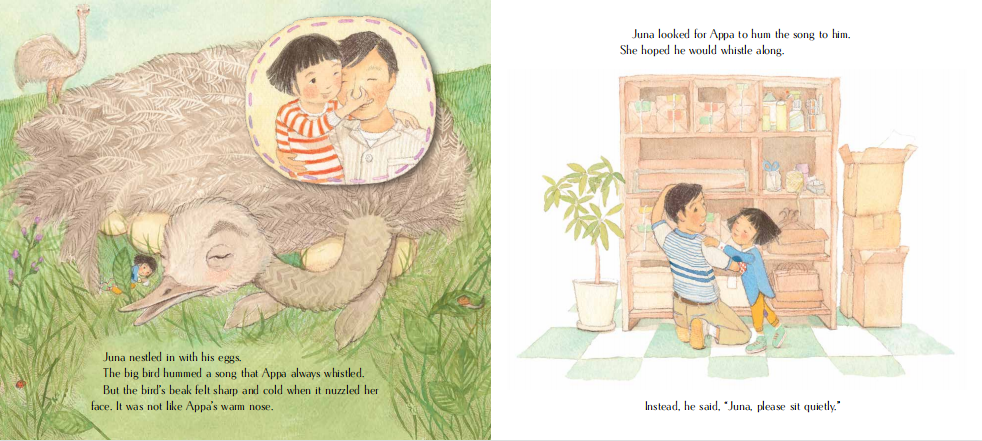 Juna nestled in with his eggs.
The big bird hummed a song that Appa always whistled.
But the bird's beak felt sharp and cold when it nuzzled her
face. It was not like Appa's warm nose.
Juna looked for Appa to hum the song to him.
She hoped he would whistle along.
Instead, he said, "Juna, please sit quietly."